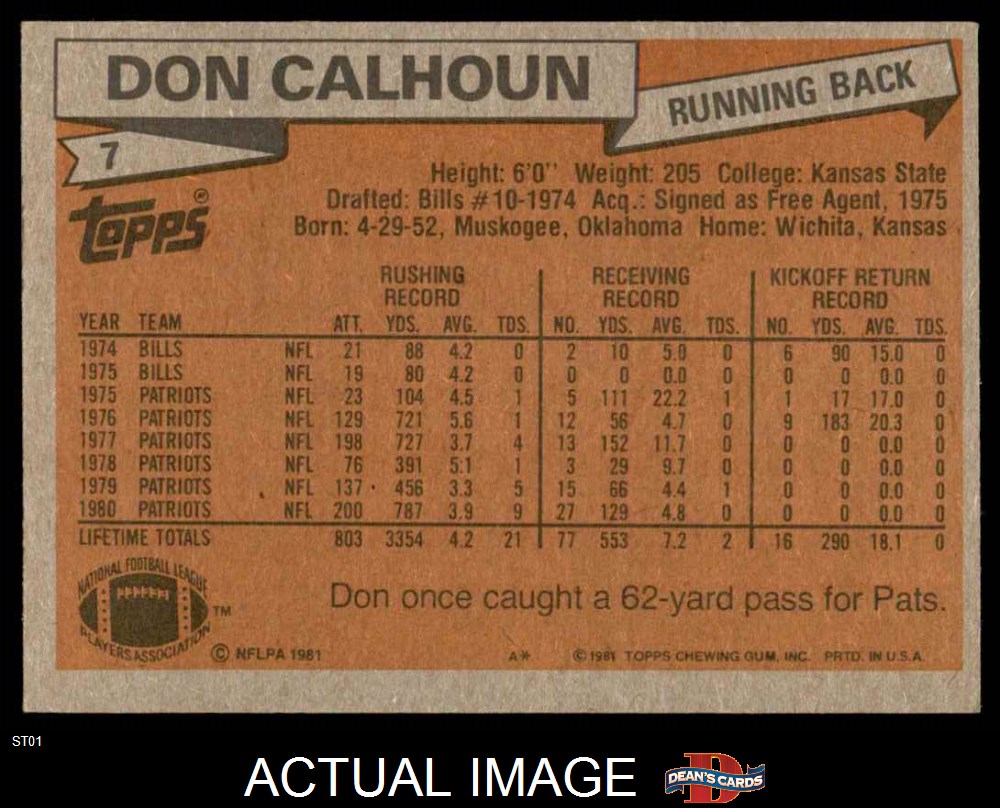 DON CALHOUN
RUNNING BACK
7
Topps®
Height: 6'0'' Weight: 205 College: Kansas State
Drafted: Bills #10-1974 Acq.: Signed as Free Agent, 1975
Born: 4-29-52, Muskogee, Oklahoma Home: Wichita, Kansas
RUSHING RECORD RECEIVING RECORD KICKOFF RETURN RECORD
YEAR TEAM ATT. YDS. AVG. TDS. NO. YDS. AVG. TDS. NO. YDS. AVG. TDS.
1974 BILLS NFL 21 88 4.2 0 2 10 5.0 0 6 90 15.0 0
1975 BILLS NFL 19 80 4.2 0 0 0 0.0 0 0 0 0.0 0
1975 PATRIOTS NFL 23 104 4.5 1 5 111 22.2 1 1 17 17.0 0
1976 PATRIOTS NFL 129 721 5.6 1 12 56 4.7 0 9 183 20.3 0
1977 PATRIOTS NFL 198 727 3.7 4 13 152 11.7 0 0 0 0.0 0
1978 PATRIOTS NFL 76 391 5.1 1 3 29 9.7 0 0 0 0.0 0
1979 PATRIOTS NFL 137 456 3.3 5 15 66 4.4 1 0 0 0.0 0
1980 PATRIOTS NFL 200 787 3.9 9 27 129 4.8 0 0 0 0.0 0
LIFETIME TOTALS 803 3354 4.2 21 77 553 7.2 2 16 290 18.1 0
NATIONAL FOOTBALL LEAGUE
PLAYERS ASSOCIATION
TM
Don once caught a 62-yard pass for Pats.
© NFLPA 1981 A* © 1981 TOPPS CHEWING GUM, INC. PRTD. IN U.S.A.
ST01
ACTUAL IMAGE
DEAN'S CARDS